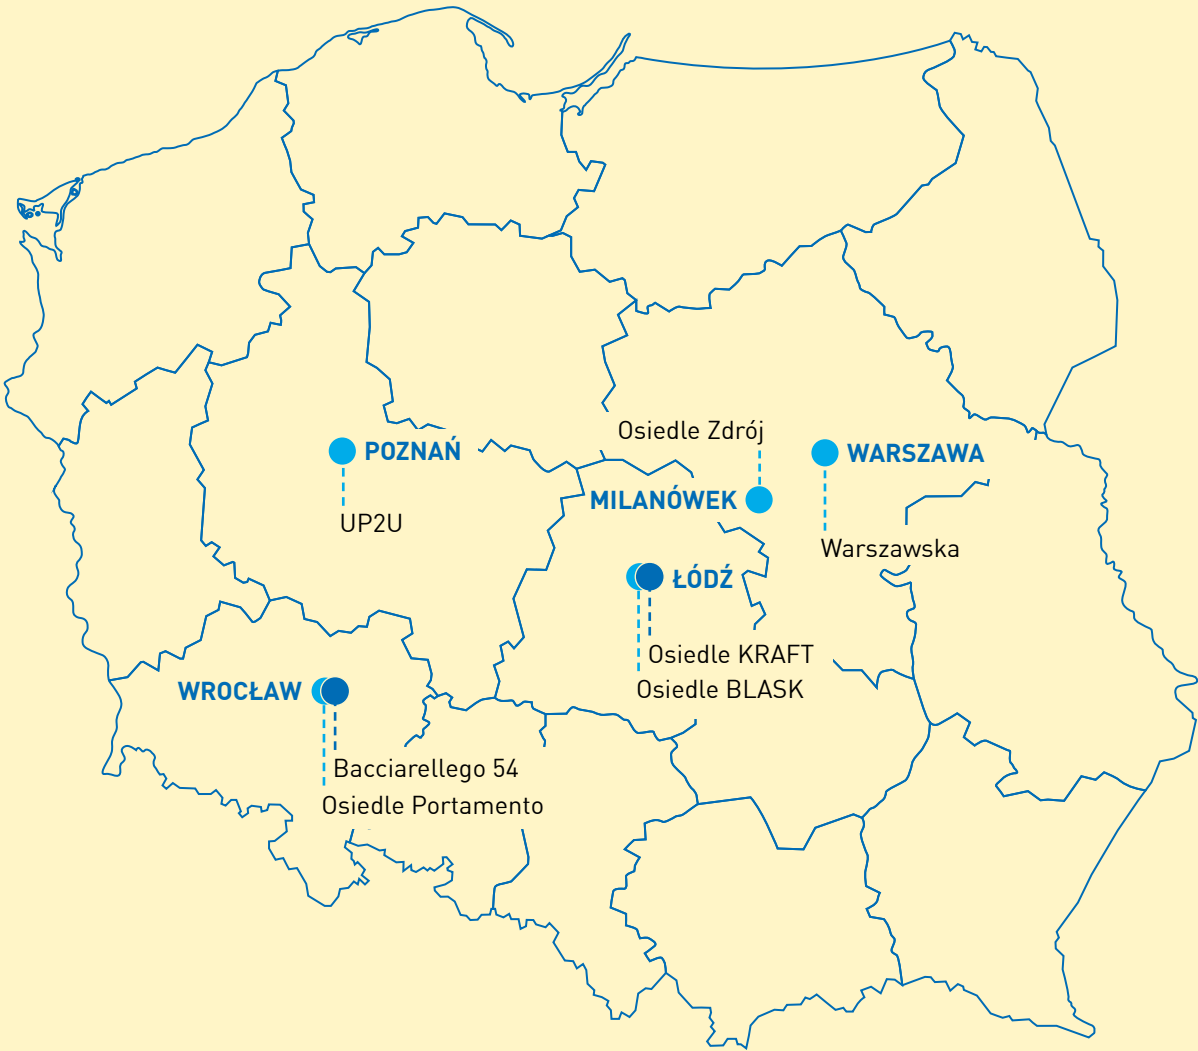 Osiedle Zdrój
POZNAŃ
WARSZAWA
MILANÓWEK
UP2U
Warszawska
ŁÓDŹ
Osiedle KRAFT
Osiedle BLASK
WROCŁAW
Bacciarellego 54
Osiedle Portamento